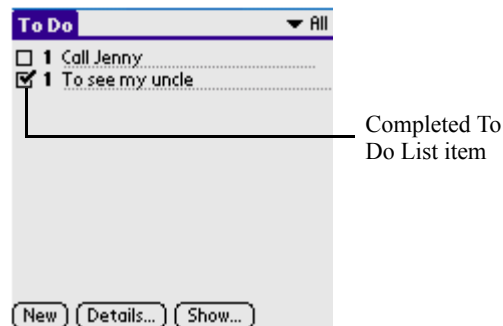 To Do All
1 Call Jenny
1 To see my uncle
Completed To
Do List item
New Details... Show...